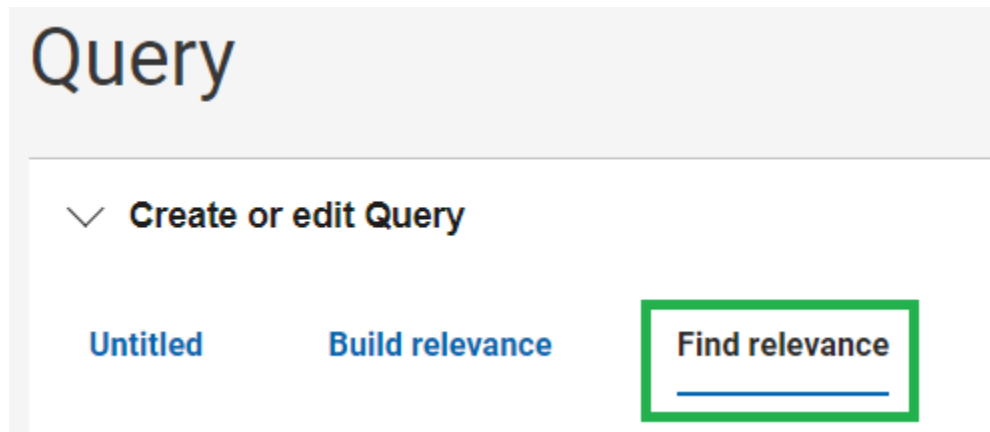 Query
Create or edit Query
Untitled Build relevance Find relevance